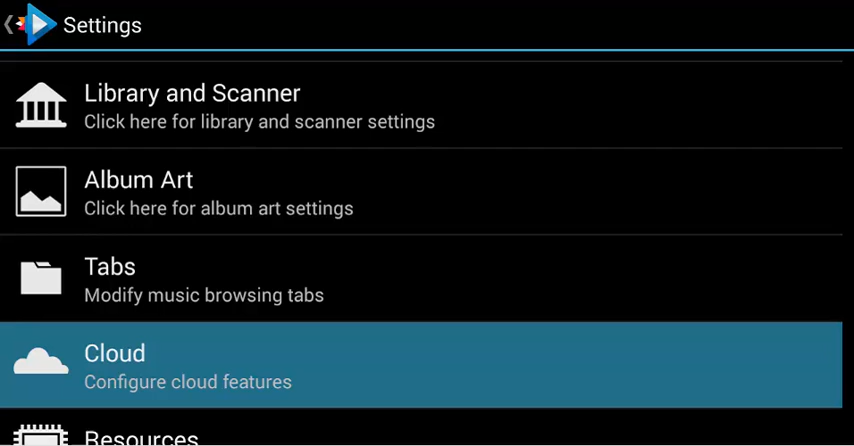 Settings
Library and Scanner
Click here for library and scanner settings
Album Art
Click here for album art settings
Tabs
Modify music browsing tabs
Cloud
Configure cloud features
Resources